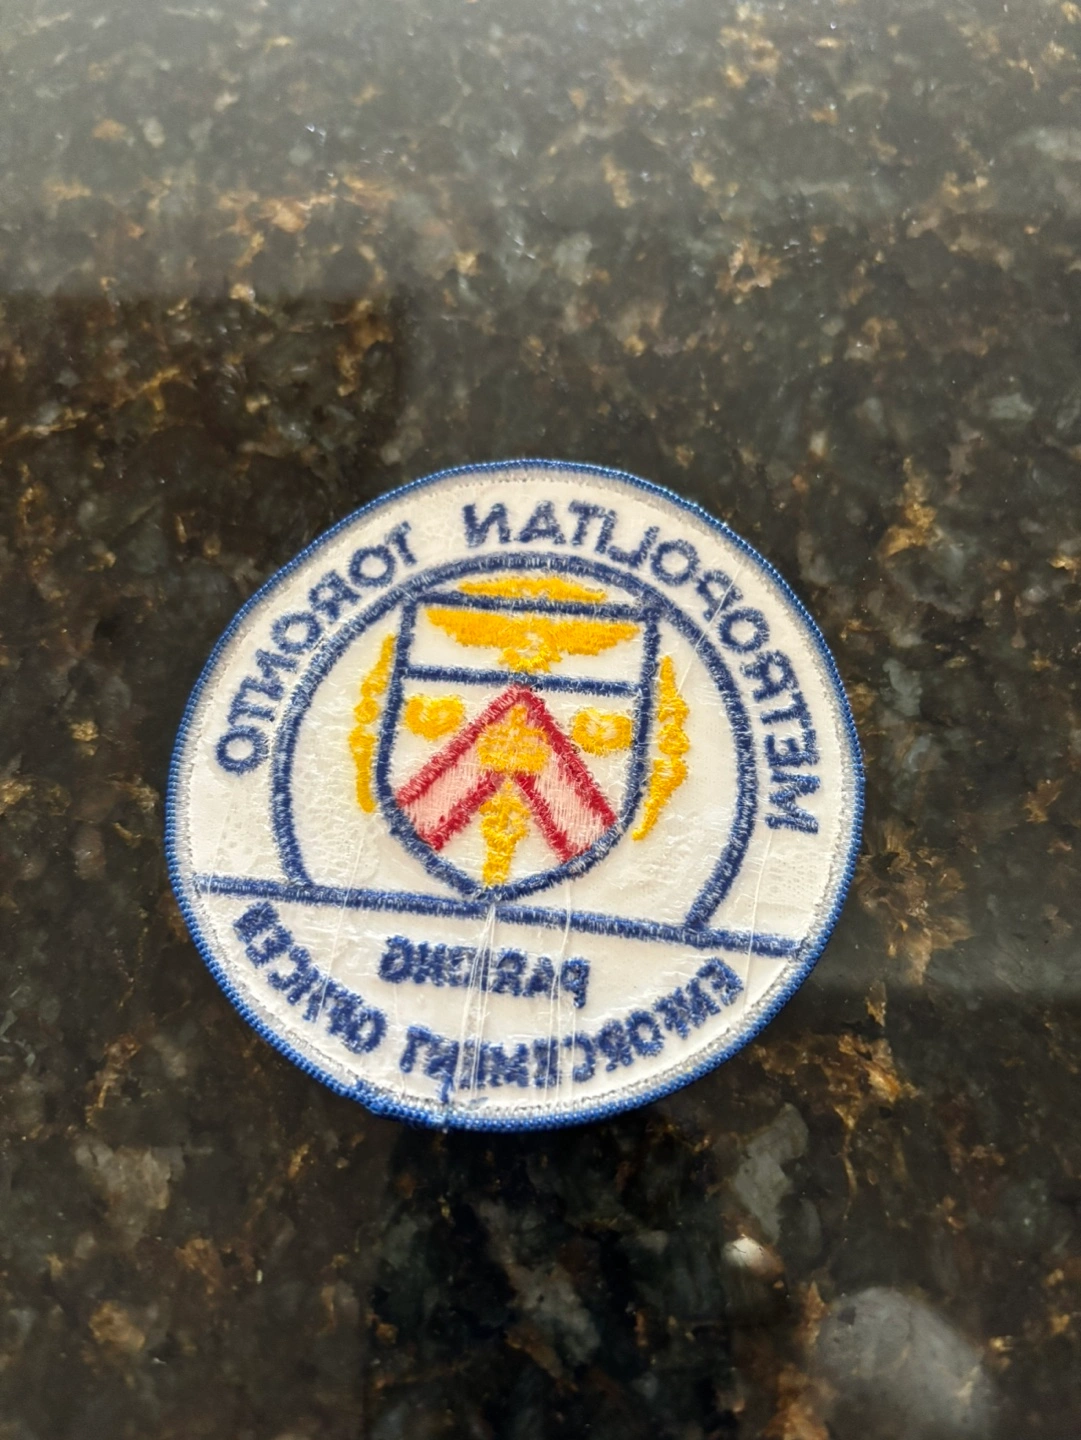 METROPOLITAN TORONTO
PARKING
ENFORCEMENT OFFICER